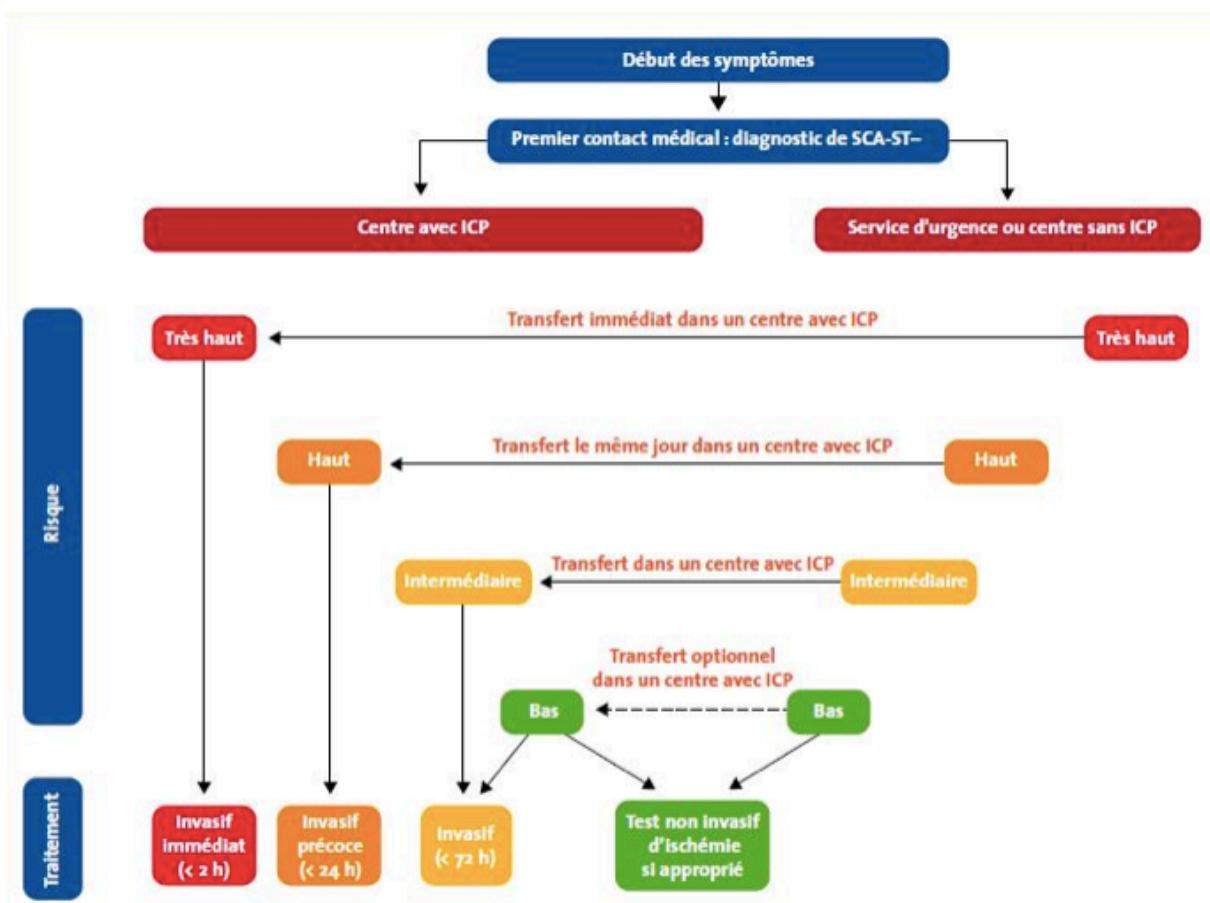 Début des symptômes
Premier contact médical : diagnostic de SCA-ST–
Centre avec ICP
Service d'urgence ou centre sans ICP
Risque
Transfert immédiat dans un centre avec ICP
Très haut
Très haut
Transfert le même jour dans un centre avec ICP
Haut
Haut
Transfert dans un centre avec ICP
Intermédiaire
Intermédiaire
Transfert optionnel
dans un centre avec ICP
Bas
Bas
Traitement
Invasif
immédiat
(< 2 h)
Invasif
précoce
(< 24 h)
Invasif
(< 72 h)
Test non invasif
d'ischémie
si approprié